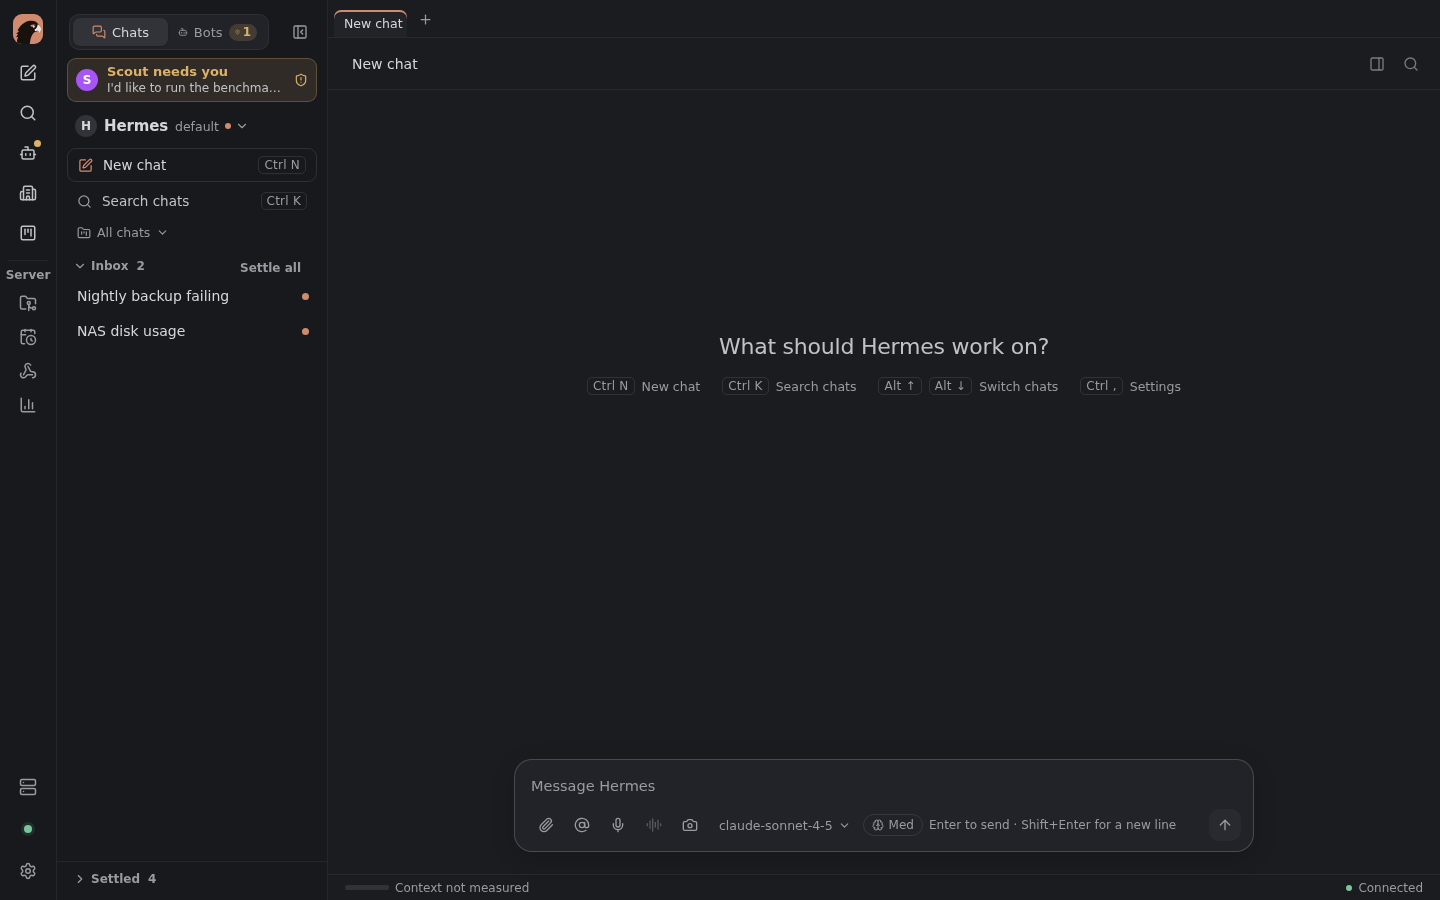 Chats
Bots 1
Scout needs you
I'd like to run the benchma...
S
H Hermes default
New chat Ctrl N
Search chats Ctrl K
All chats
Inbox 2 Settle all
Nightly backup failing
NAS disk usage
Settled 4
Server
New chat
New chat
What should Hermes work on?
Ctrl N New chat Ctrl K Search chats Alt ↑ Alt ↓ Switch chats Ctrl , Settings
Message Hermes
claude-sonnet-4-5 Med Enter to send · Shift+Enter for a new line
Context not measured Connected